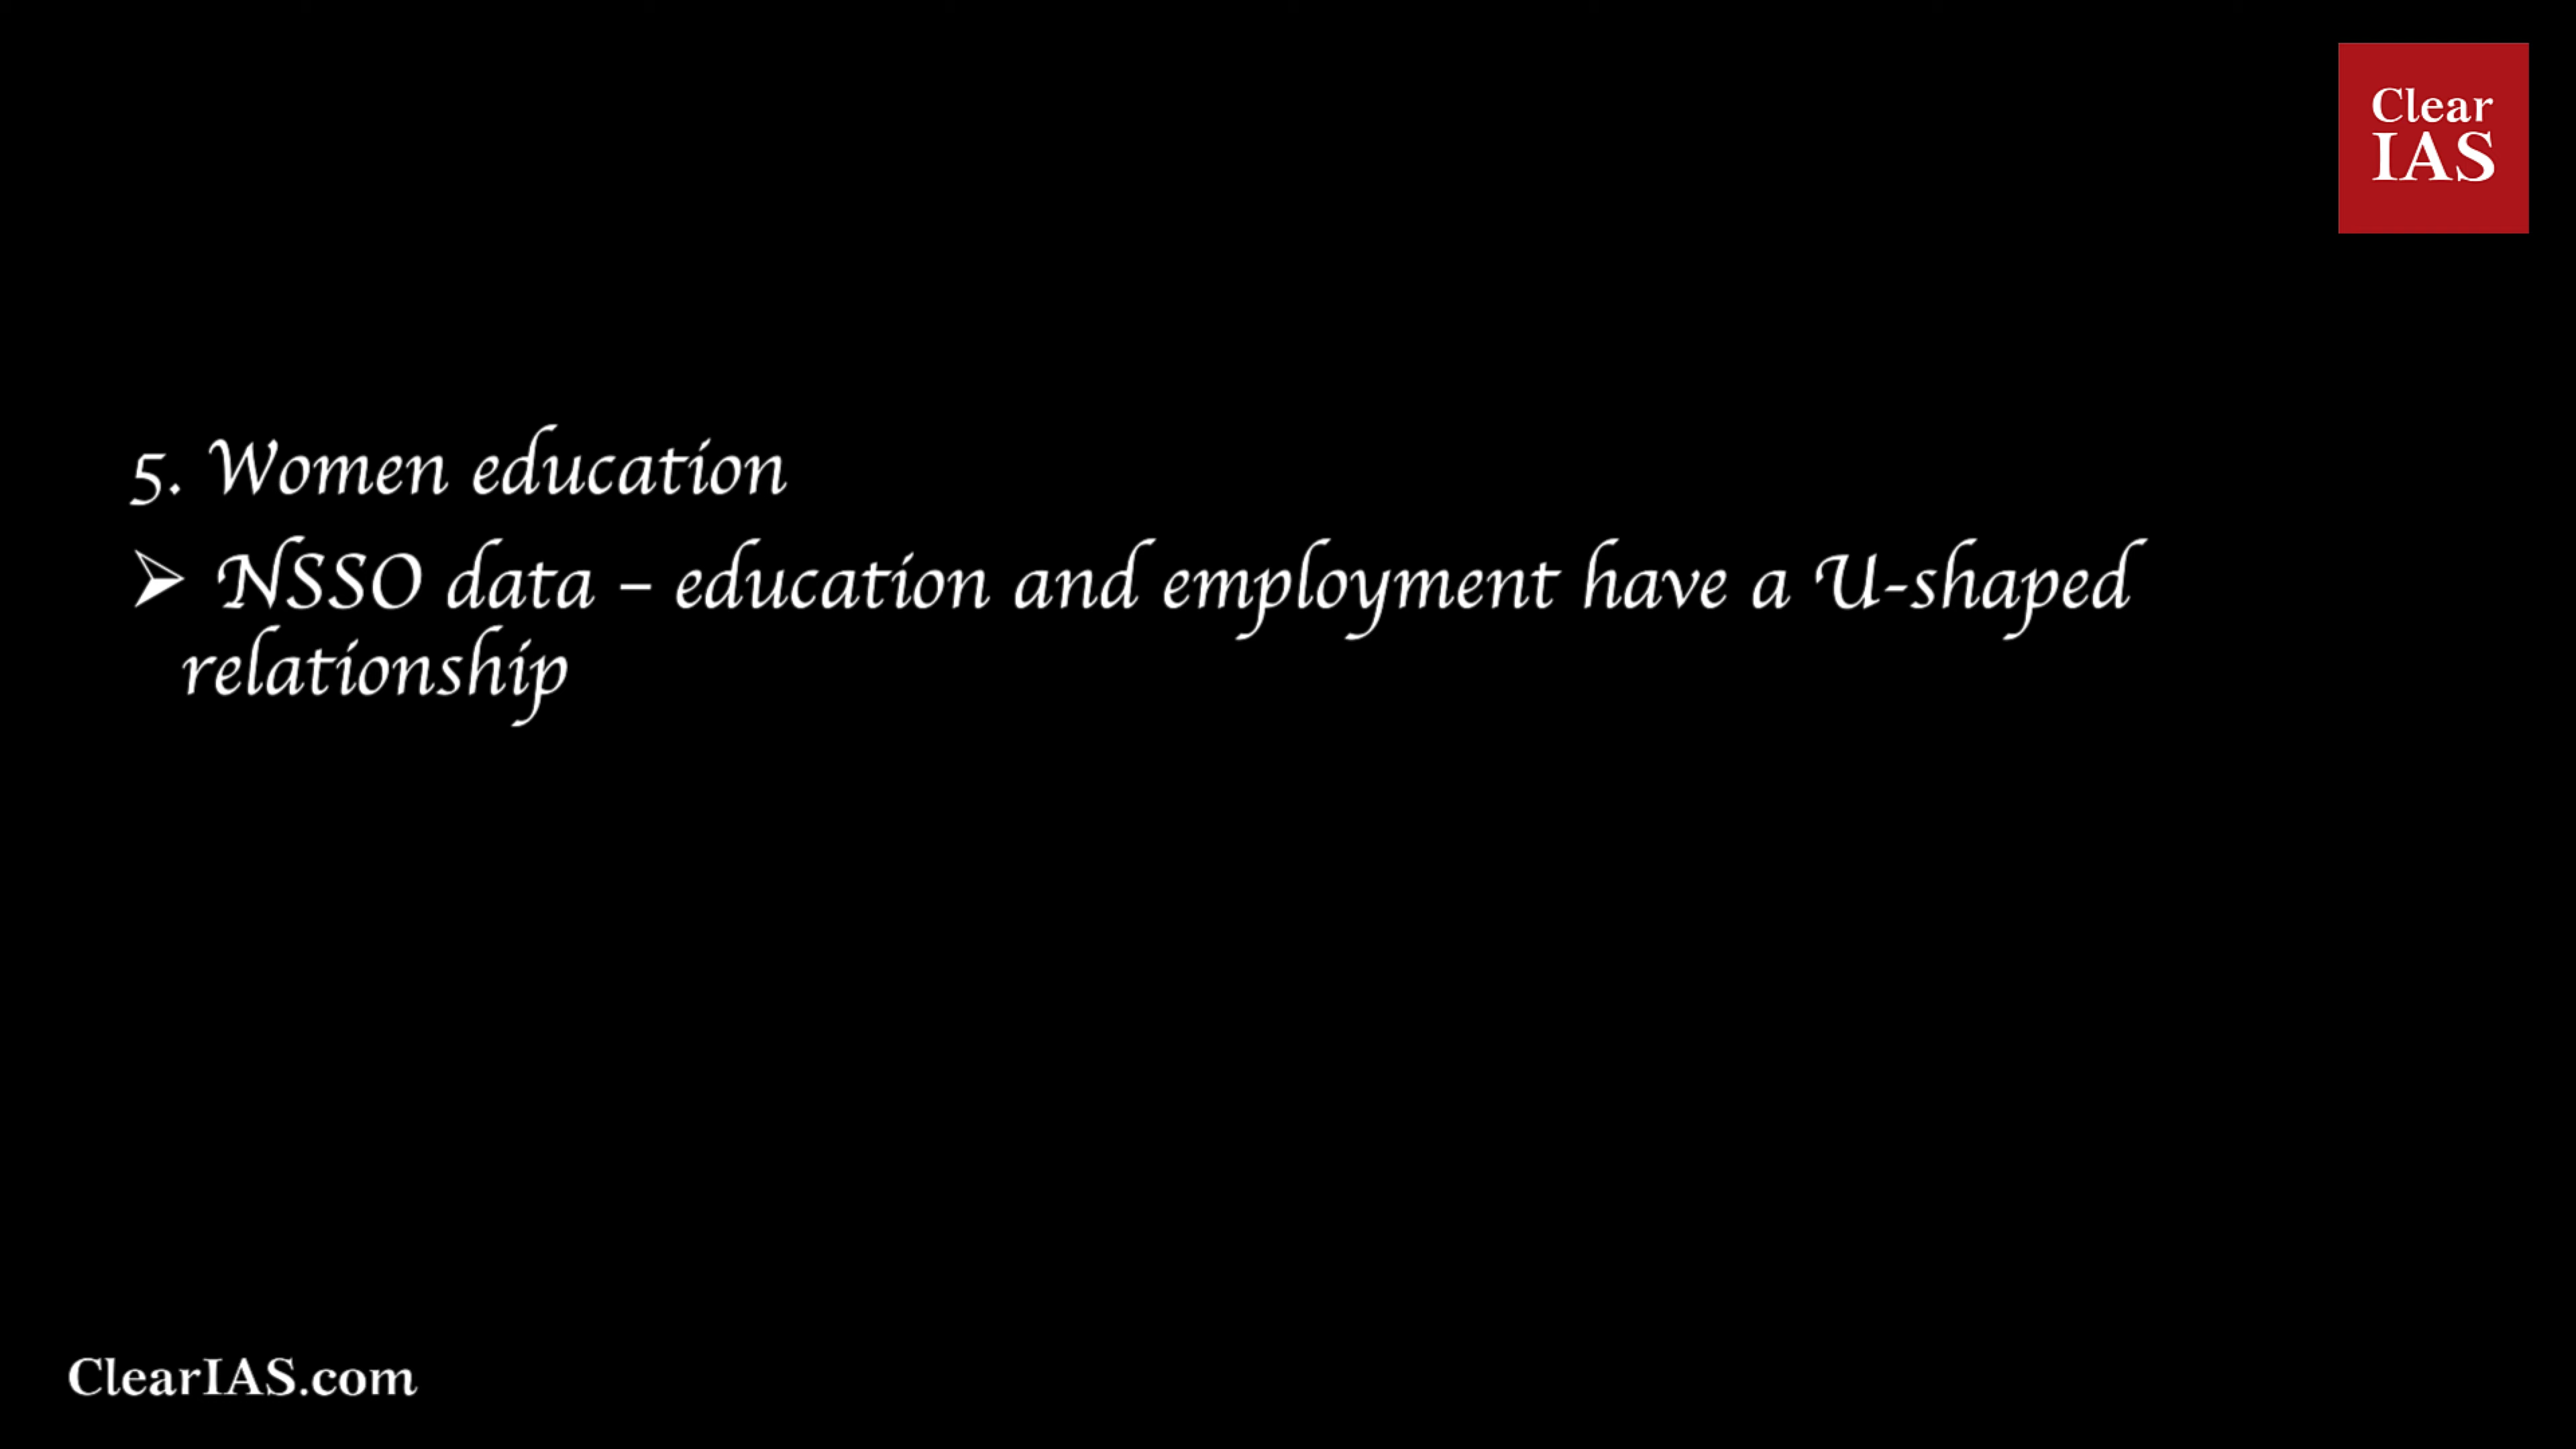 Clear
IAS
5. Women education
➢ NSSO data – education and employment have a U-shaped
relationship
ClearIAS.com